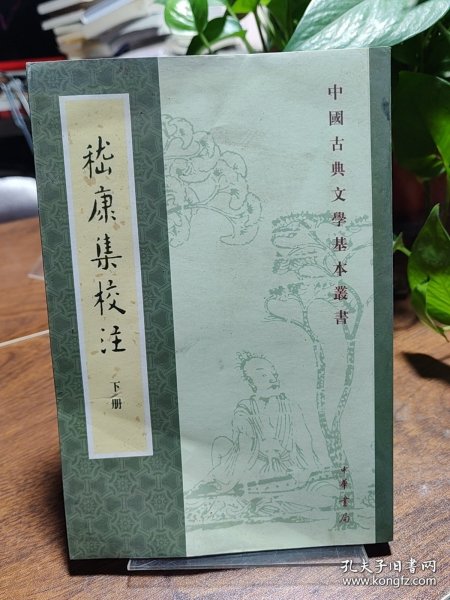 中國古典文學基本叢書
嵇康集校注
下册
中華書局
孔夫子旧书网
www.kongfz.com